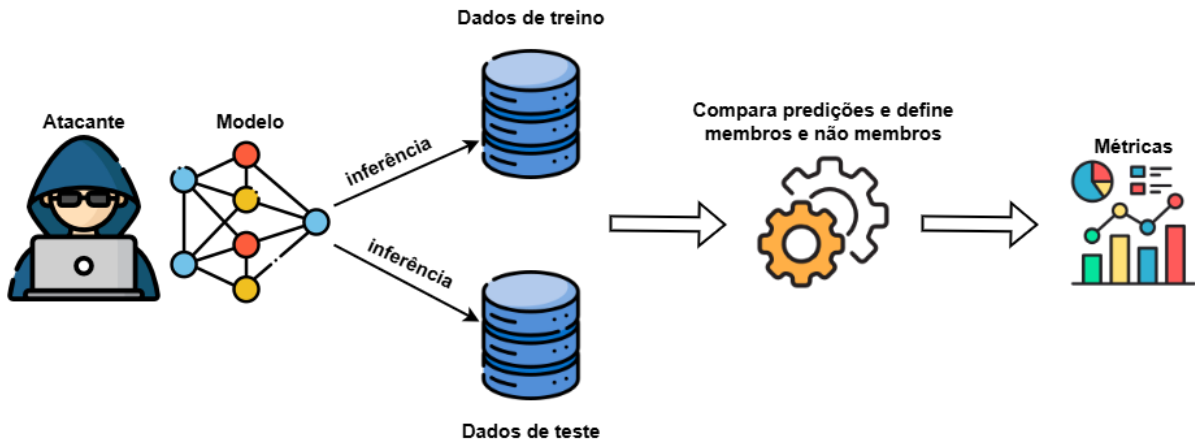 Dados de treino
Atacante
Modelo
inferência
inferência
Dados de teste
Compara predições e define
membros e não membros
Métricas